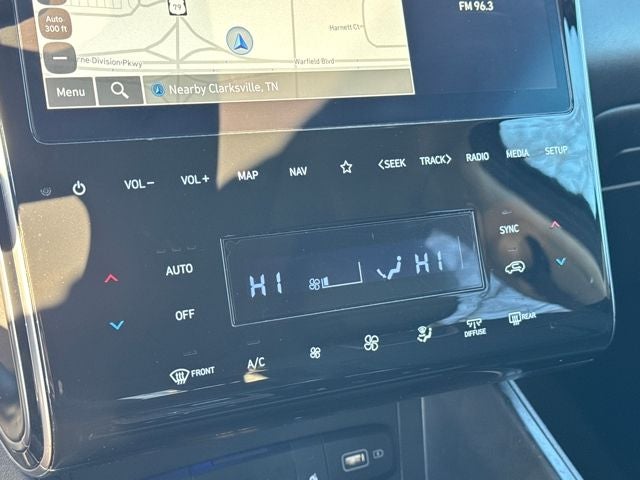 79
FM 96.3
Auto
300 ft
Harnett Ct
rne-Division Pkwy
Warfield Blvd
Menu
Nearby Clarksville, TN
VOL - VOL + MAP NAV SEEK TRACK RADIO MEDIA SETUP
SYNC
AUTO
HI HI
OFF
DIFFUSE
REAR
FRONT
A/C